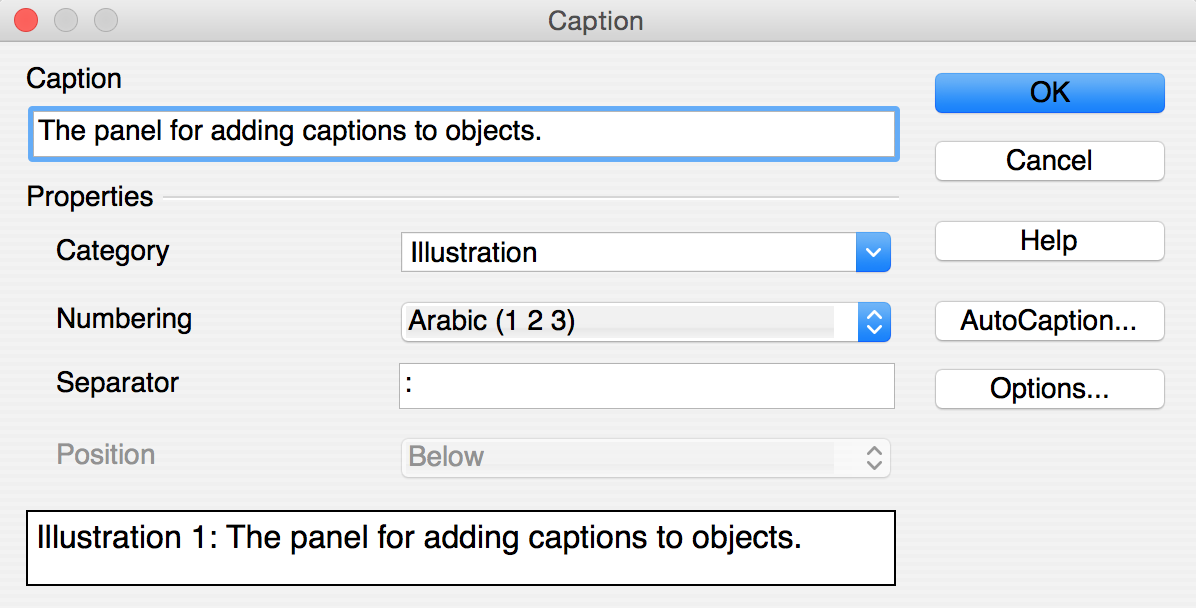 Caption
Caption
The panel for adding captions to objects.
Properties
Category
Illustration
Numbering
Arabic (1 2 3)
Separator
:
Position
Below
Illustration 1: The panel for adding captions to objects.
OK
Cancel
Help
AutoCaption...
Options...